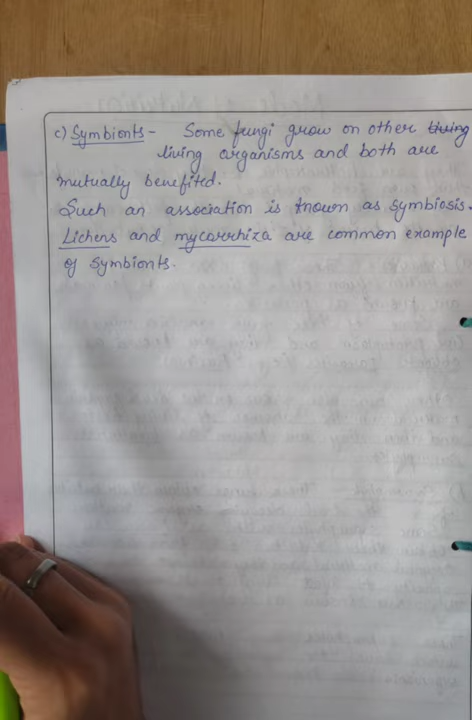 c) Symbionts - Some fungi grow on other living
living organisms and both are
mutually benefited.
Such an association is known as symbiosis.
Lichens and mycorrhiza are common example
of symbionts.